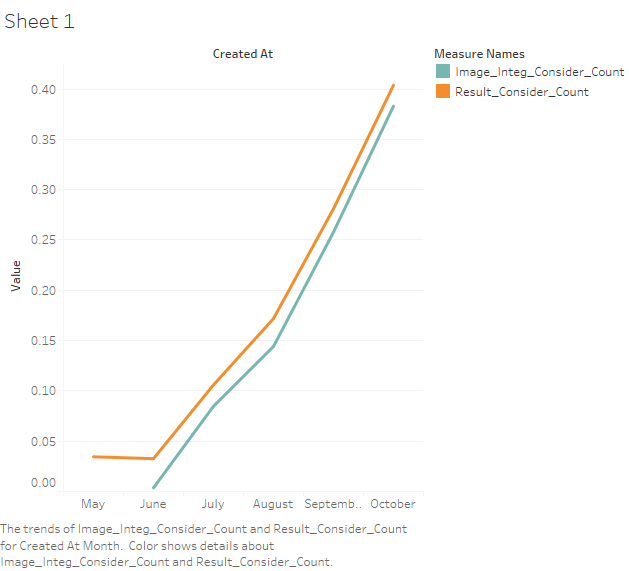 Sheet 1
Created At
Measure Names
Image_Integ_Consider_Count
Result_Consider_Count
0.40
0.35
0.30
0.25
0.20
0.15
0.10
0.05
0.00
Value
May June July August Septemb.. October
The trends of Image_Integ_Consider_Count and Result_Consider_Count
for Created At Month. Color shows details about
Image_Integ_Consider_Count and Result_Consider_Count.